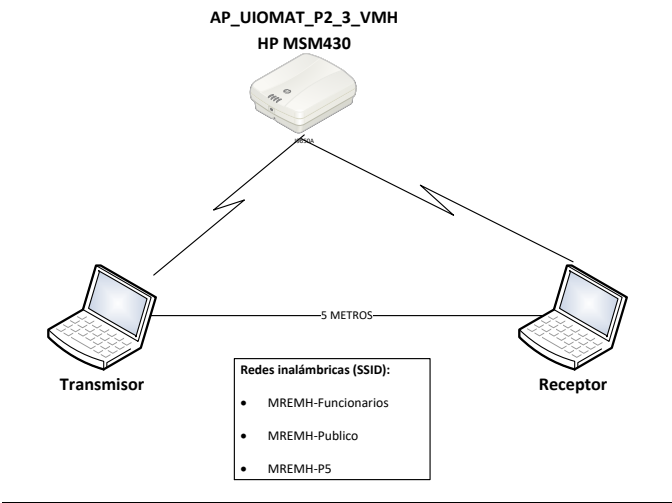 AP_UIOMAT_P2_3_VMH
HP MSM430
5 METROS
Transmisor
Receptor
Redes inalámbricas (SSID):
• MREMH-Funcionarios
• MREMH-Publico
• MREMH-P5